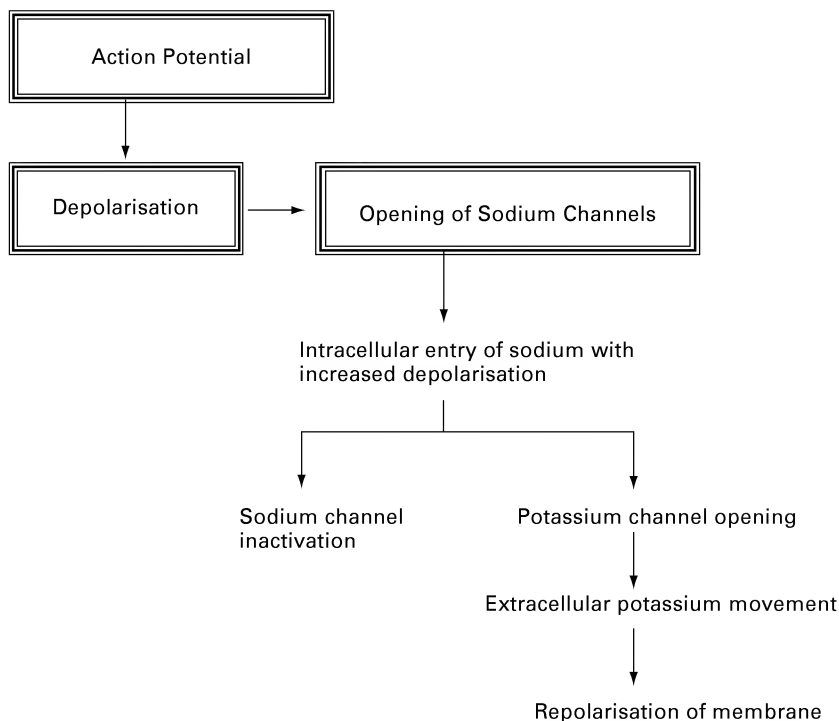 Action Potential
Depolarisation
Opening of Sodium Channels
Intracellular entry of sodium with
increased depolarisation
Sodium channel
inactivation
Potassium channel opening
Extracellular potassium movement
Repolarisation of membrane